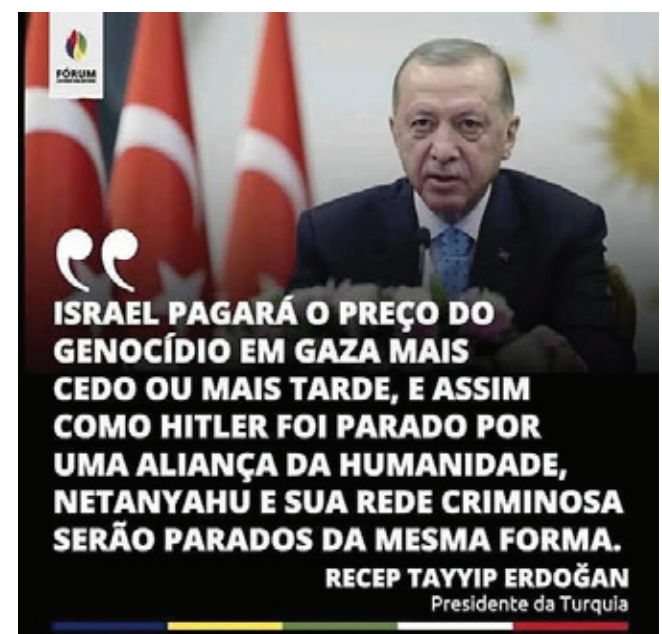 FÓRUM
ISRAEL PAGARÁ O PREÇO DO
GENOCÍDIO EM GAZA MAIS
CEDO OU MAIS TARDE, E ASSIM
COMO HITLER FOI PARADO POR
UMA ALIANÇA DA HUMANIDADE,
NETANYAHU E SUA REDE CRIMINOSA
SERÃO PARADOS DA MESMA FORMA.
RECEP TAYYIP ERDOĞAN
Presidente da Turquia